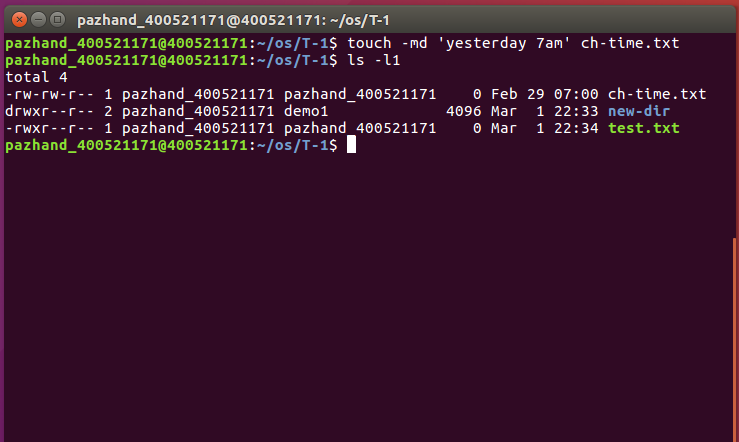 pazhand_400521171@400521171: ~/os/T-1
pazhand_400521171@400521171:~/os/T-1$ touch -md 'yesterday 7am' ch-time.txt
pazhand_400521171@400521171:~/os/T-1$ ls -l1
total 4
-rw-rw-r-- 1 pazhand_400521171 pazhand_400521171    0 Feb 29 07:00 ch-time.txt
drwxr--r-- 2 pazhand_400521171 demo1             4096 Mar  1 22:33 new-dir
-rwxr--r-- 1 pazhand_400521171 pazhand_400521171    0 Mar  1 22:34 test.txt
pazhand_400521171@400521171:~/os/T-1$